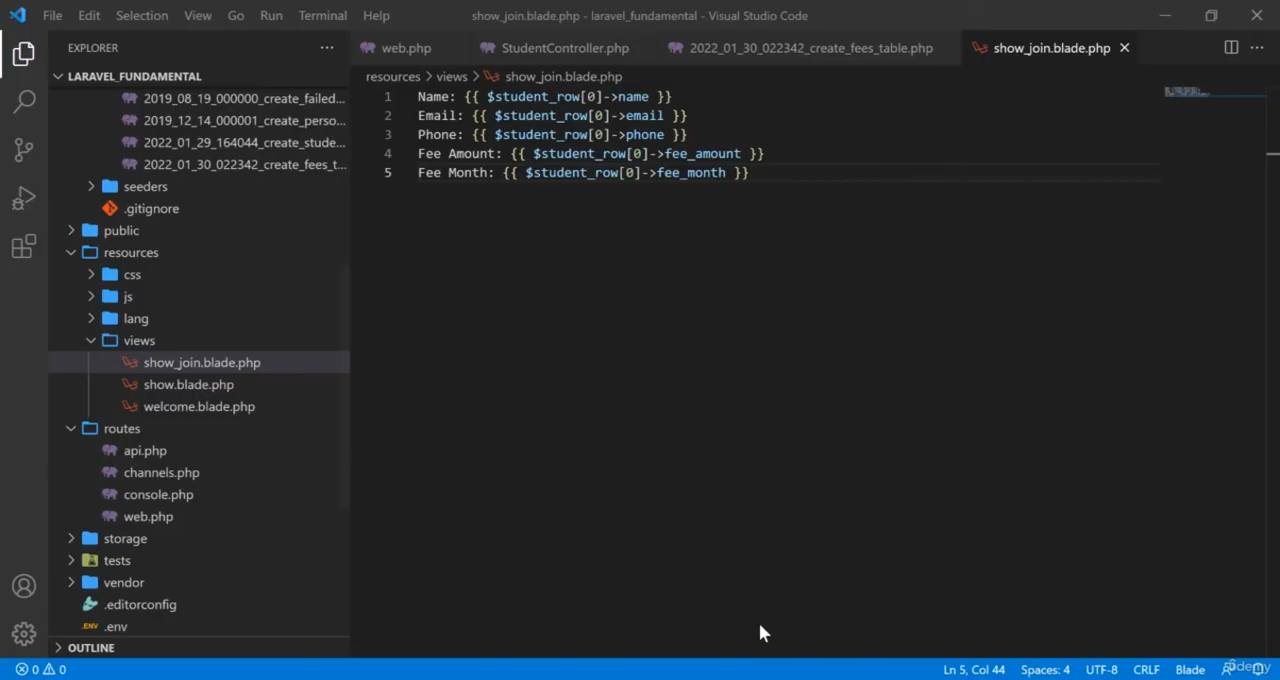 File Edit Selection View Go Run Terminal Help show_join.blade.php - laravel_fundamental - Visual Studio Code
EXPLORER
LARAVEL_FUNDAMENTAL
2019_08_19_000000_create_failed...
2019_12_14_000001_create_perso...
2022_01_29_164044_create_stude...
2022_01_30_022342_create_fees_t...
seeders
.gitignore
public
resources
css
js
lang
views
show_join.blade.php
show.blade.php
welcome.blade.php
routes
api.php
channels.php
console.php
web.php
storage
tests
vendor
.editorconfig
.ENV .env
OUTLINE
web.php StudentController.php 2022_01_30_022342_create_fees_table.php show_join.blade.php
resources > views > show_join.blade.php
1 Name: {{ $student_row[0]->name }}
2 Email: {{ $student_row[0]->email }}
3 Phone: {{ $student_row[0]->phone }}
4 Fee Amount: {{ $student_row[0]->fee_amount }}
5 Fee Month: {{ $student_row[0]->fee_month }}
0 0 Ln 5, Col 44 Spaces: 4 UTF-8 CRLF Blade
ûdemy